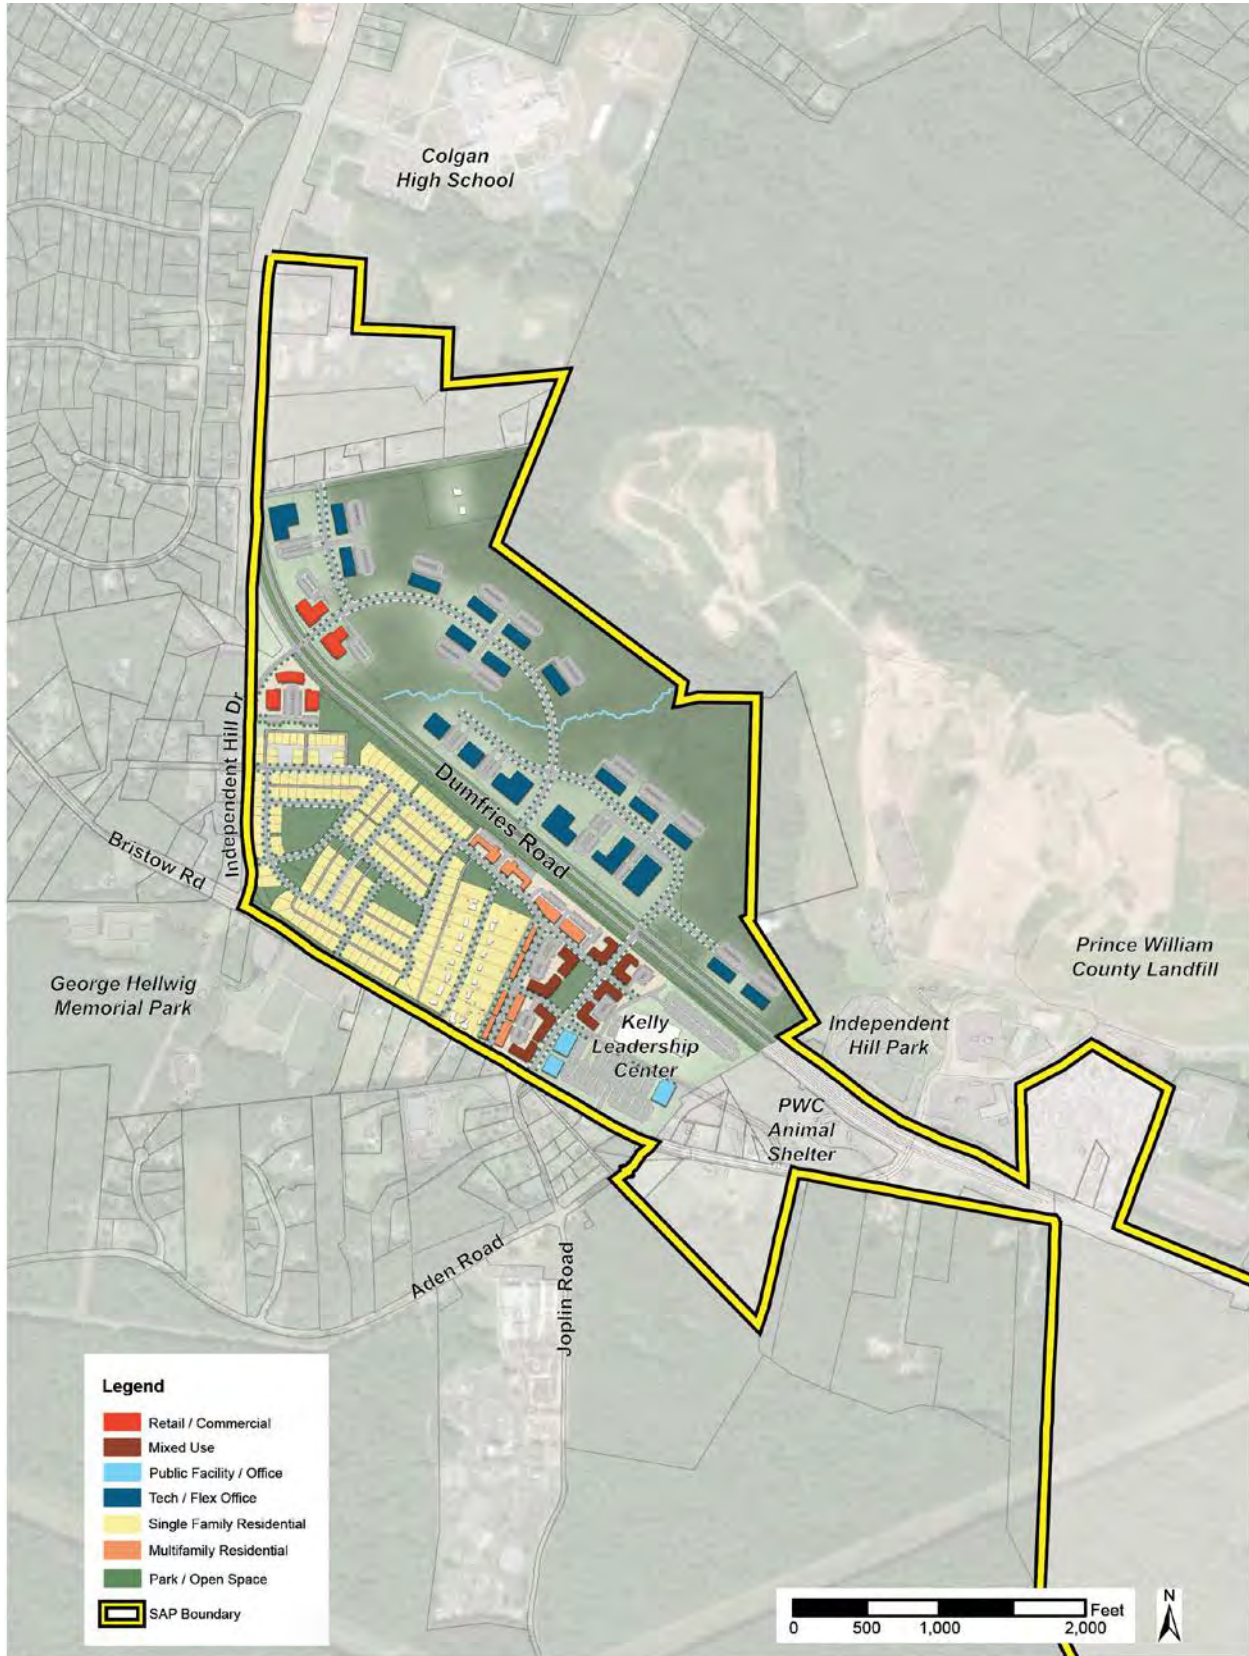 Colgan
High School
Independent Hill Dr
Dumfries Road
Bristow Rd
George Hellwig
Memorial Park
Prince William
County Landfill
Kelly
Leadership
Center
Independent
Hill Park
PWC
Animal
Shelter
Aden Road
Joplin Road
Legend
Retail / Commercial
Mixed Use
Public Facility / Office
Tech / Flex Office
Single Family Residential
Multifamily Residential
Park / Open Space
SAP Boundary
Feet
0 500 1,000 2,000
N